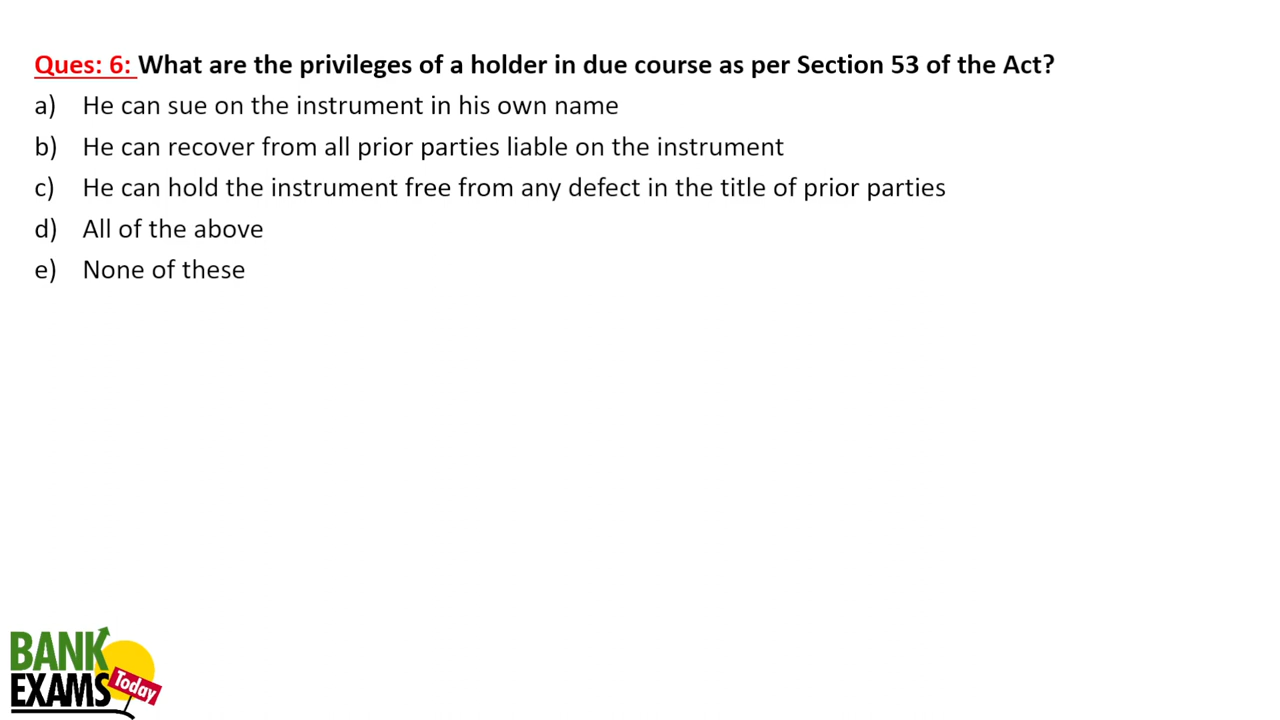 Ques: 6: What are the privileges of a holder in due course as per Section 53 of the Act?
a) He can sue on the instrument in his own name
b) He can recover from all prior parties liable on the instrument
c) He can hold the instrument free from any defect in the title of prior parties
d) All of the above
e) None of these
BANK
EXAMS
Today